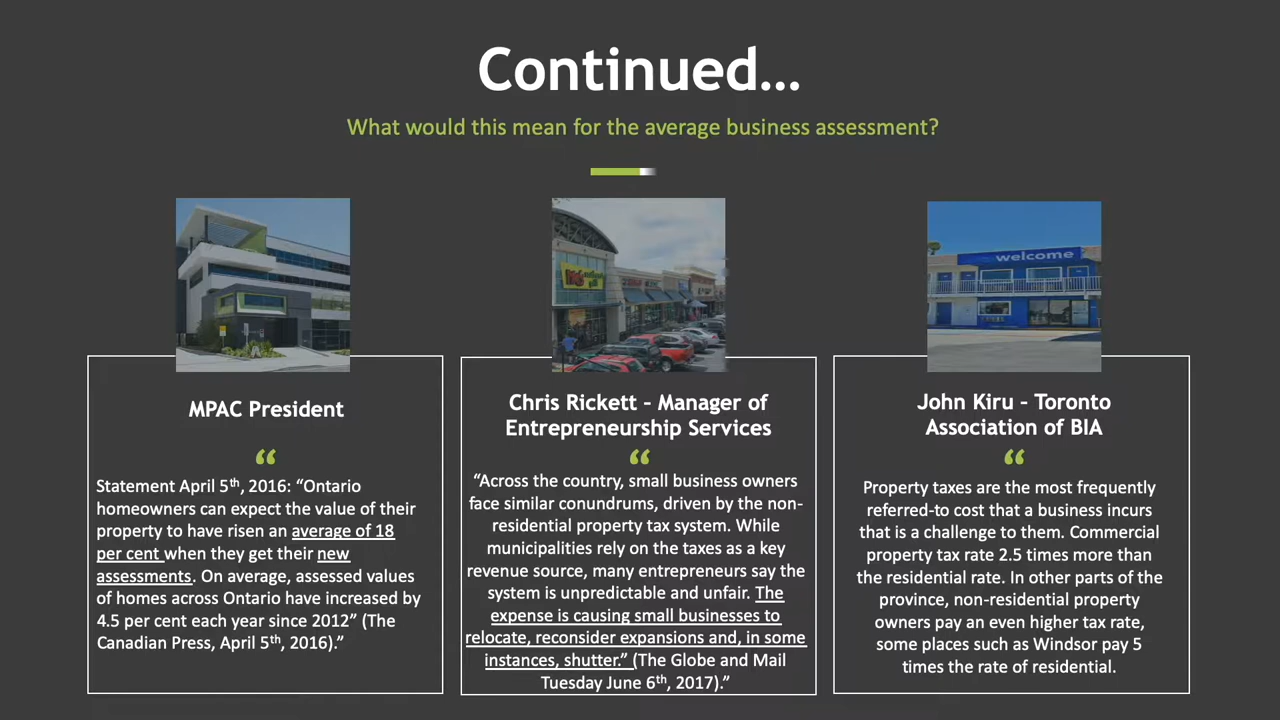 Continued...
What would this mean for the average business assessment?
welcome
MPAC President
“
Statement April 5th, 2016: “Ontario
homeowners can expect the value of their
property to have risen an average of 18
per cent when they get their new
assessments. On average, assessed values
of homes across Ontario have increased by
4.5 per cent each year since 2012” (The
Canadian Press, April 5th, 2016).”
Chris Rickett - Manager of
Entrepreneurship Services
“
“Across the country, small business owners
face similar conundrums, driven by the non-
residential property tax system. While
municipalities rely on the taxes as a key
revenue source, many entrepreneurs say the
system is unpredictable and unfair. The
expense is causing small businesses to
relocate, reconsider expansions and, in some
instances, shutter.” (The Globe and Mail
Tuesday June 6th, 2017).”
John Kiru - Toronto
Association of BIA
“
Property taxes are the most frequently
referred-to cost that a business incurs
that is a challenge to them. Commercial
property tax rate 2.5 times more than
the residential rate. In other parts of the
province, non-residential property
owners pay an even higher tax rate,
some places such as Windsor pay 5
times the rate of residential.